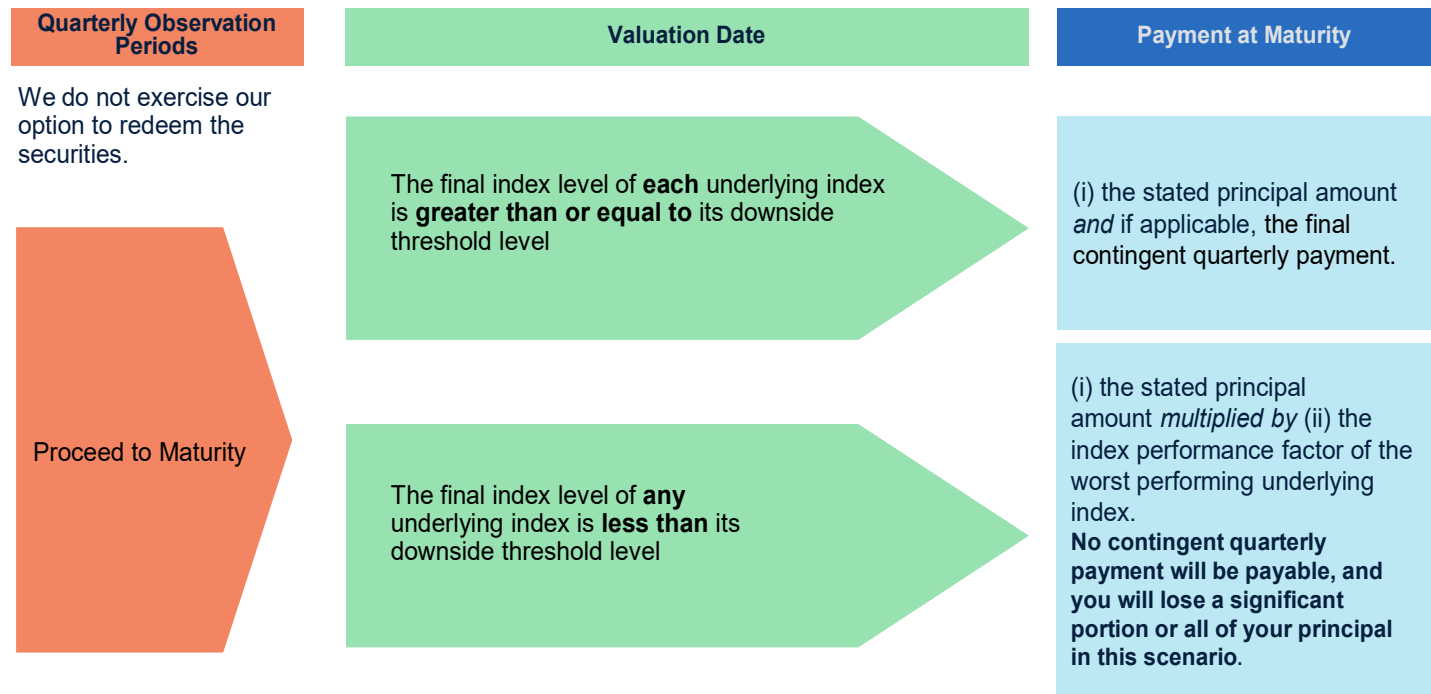 Quarterly Observation
Periods
Valuation Date
Payment at Maturity
We do not exercise our
option to redeem the
securities.
Proceed to Maturity
The final index level of each underlying index
is greater than or equal to its downside
threshold level
(i) the stated principal amount
and if applicable, the final
contingent quarterly payment.
The final index level of any
underlying index is less than its
downside threshold level
(i) the stated principal
amount multiplied by (ii) the
index performance factor of the
worst performing underlying
index.
No contingent quarterly
payment will be payable, and
you will lose a significant
portion or all of your principal
in this scenario.